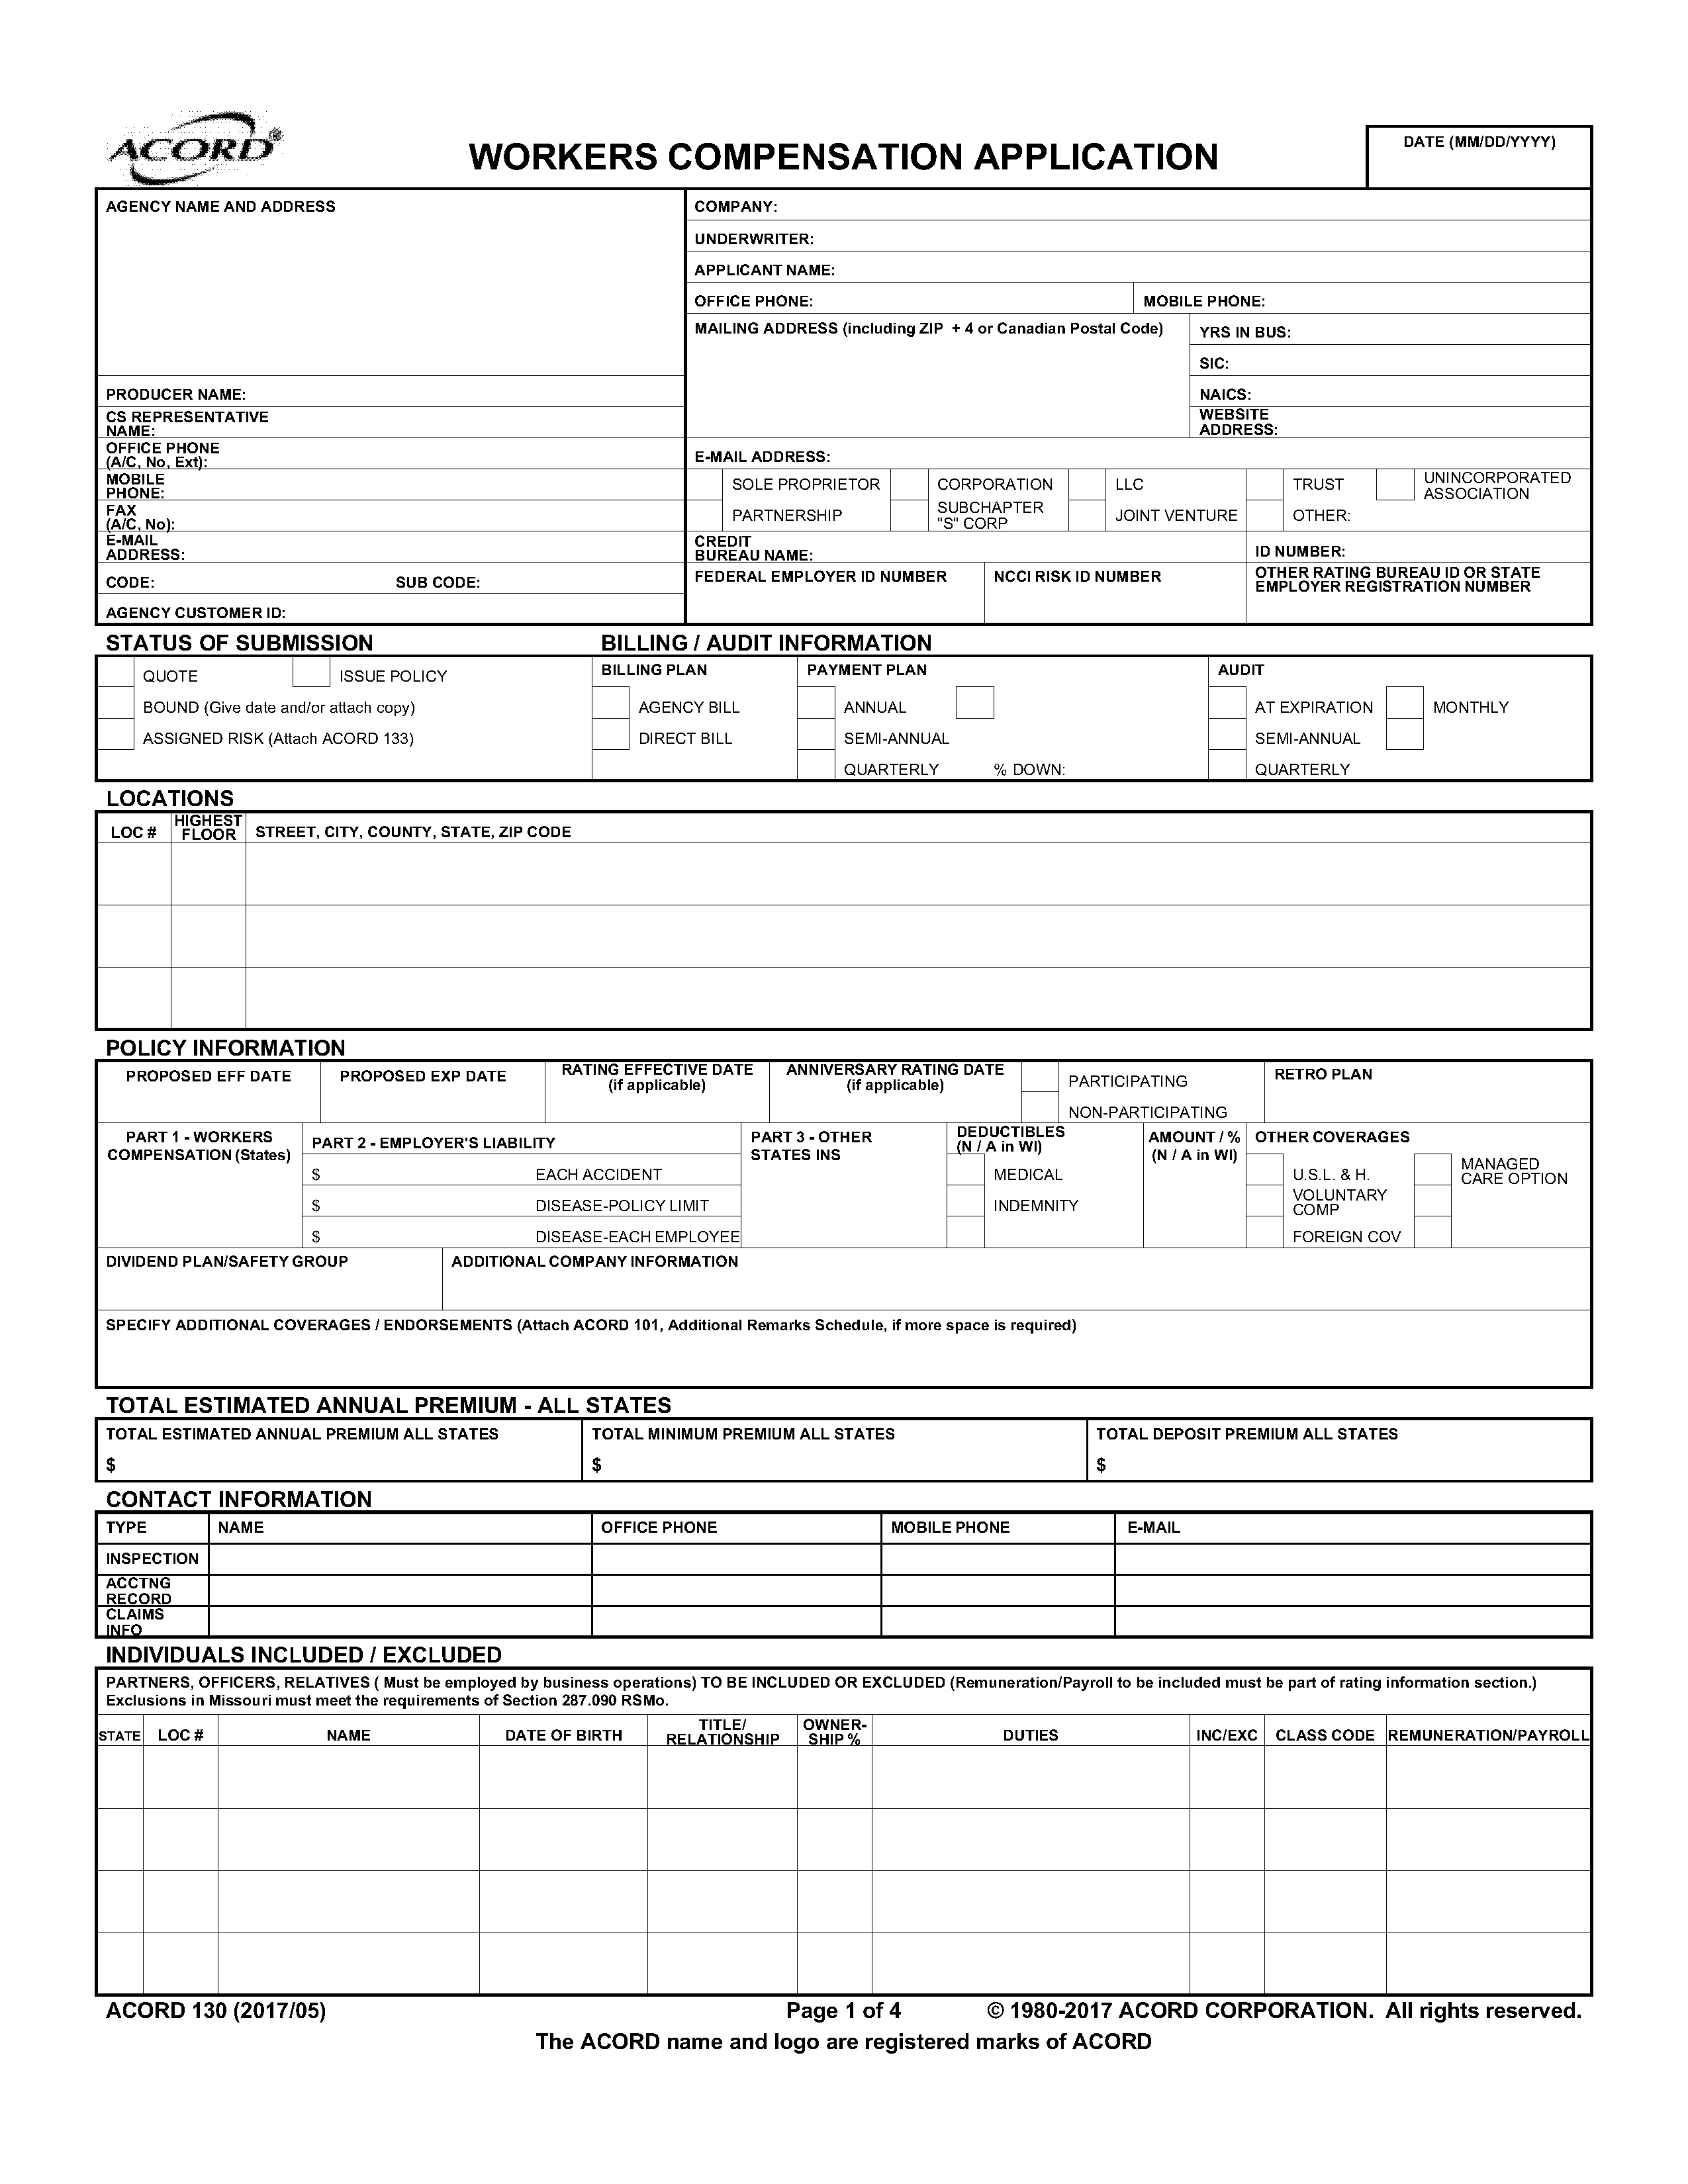 ACORD®
WORKERS COMPENSATION APPLICATION
DATE (MM/DD/YYYY)
AGENCY NAME AND ADDRESS
PRODUCER NAME:
CS REPRESENTATIVE
NAME:
OFFICE PHONE
(A/C, No, Ext):
MOBILE
PHONE:
FAX
(A/C, No):
E-MAIL
ADDRESS:
CODE: SUB CODE:
AGENCY CUSTOMER ID:
COMPANY:
UNDERWRITER:
APPLICANT NAME:
OFFICE PHONE: MOBILE PHONE:
MAILING ADDRESS (including ZIP + 4 or Canadian Postal Code)
YRS IN BUS:
SIC:
NAICS:
WEBSITE
ADDRESS:
E-MAIL ADDRESS:
SOLE PROPRIETOR CORPORATION LLC TRUST UNINCORPORATED
ASSOCIATION
PARTNERSHIP SUBCHAPTER
"S" CORP JOINT VENTURE OTHER:
CREDIT
BUREAU NAME: ID NUMBER:
FEDERAL EMPLOYER ID NUMBER NCCI RISK ID NUMBER OTHER RATING BUREAU ID OR STATE
EMPLOYER REGISTRATION NUMBER
STATUS OF SUBMISSION BILLING / AUDIT INFORMATION
QUOTE ISSUE POLICY
BOUND (Give date and/or attach copy)
ASSIGNED RISK (Attach ACORD 133)
BILLING PLAN PAYMENT PLAN AUDIT
AGENCY BILL ANNUAL AT EXPIRATION MONTHLY
DIRECT BILL SEMI-ANNUAL SEMI-ANNUAL
QUARTERLY % DOWN: QUARTERLY
LOCATIONS
LOC # HIGHEST
FLOOR STREET, CITY, COUNTY, STATE, ZIP CODE
POLICY INFORMATION
PROPOSED EFF DATE PROPOSED EXP DATE RATING EFFECTIVE DATE
(if applicable)
ANNIVERSARY RATING DATE
(if applicable)
PARTICIPATING
NON-PARTICIPATING
RETRO PLAN
PART 1 - WORKERS
COMPENSATION (States)
PART 2 - EMPLOYER'S LIABILITY
$ EACH ACCIDENT
$ DISEASE-POLICY LIMIT
$ DISEASE-EACH EMPLOYEE
PART 3 - OTHER
STATES INS
DEDUCTIBLES
(N / A in WI)
MEDICAL
INDEMNITY
AMOUNT / %
(N / A in WI)
OTHER COVERAGES
U.S.L. & H.
VOLUNTARY
COMP
FOREIGN COV
MANAGED
CARE OPTION
DIVIDEND PLAN/SAFETY GROUP ADDITIONAL COMPANY INFORMATION
SPECIFY ADDITIONAL COVERAGES / ENDORSEMENTS (Attach ACORD 101, Additional Remarks Schedule, if more space is required)
TOTAL ESTIMATED ANNUAL PREMIUM - ALL STATES
TOTAL ESTIMATED ANNUAL PREMIUM ALL STATES TOTAL MINIMUM PREMIUM ALL STATES TOTAL DEPOSIT PREMIUM ALL STATES
$ $ $
CONTACT INFORMATION
TYPE NAME OFFICE PHONE MOBILE PHONE E-MAIL
INSPECTION
ACCTNG
RECORD
CLAIMS
INFO
INDIVIDUALS INCLUDED / EXCLUDED
PARTNERS, OFFICERS, RELATIVES ( Must be employed by business operations) TO BE INCLUDED OR EXCLUDED (Remuneration/Payroll to be included must be part of rating information section.)
Exclusions in Missouri must meet the requirements of Section 287.090 RSMo.
STATE LOC # NAME DATE OF BIRTH TITLE/
RELATIONSHIP OWNER-
SHIP % DUTIES INC/EXC CLASS CODE REMUNERATION/PAYROLL
ACORD 130 (2017/05) Page 1 of 4 © 1980-2017 ACORD CORPORATION. All rights reserved.
The ACORD name and logo are registered marks of ACORD